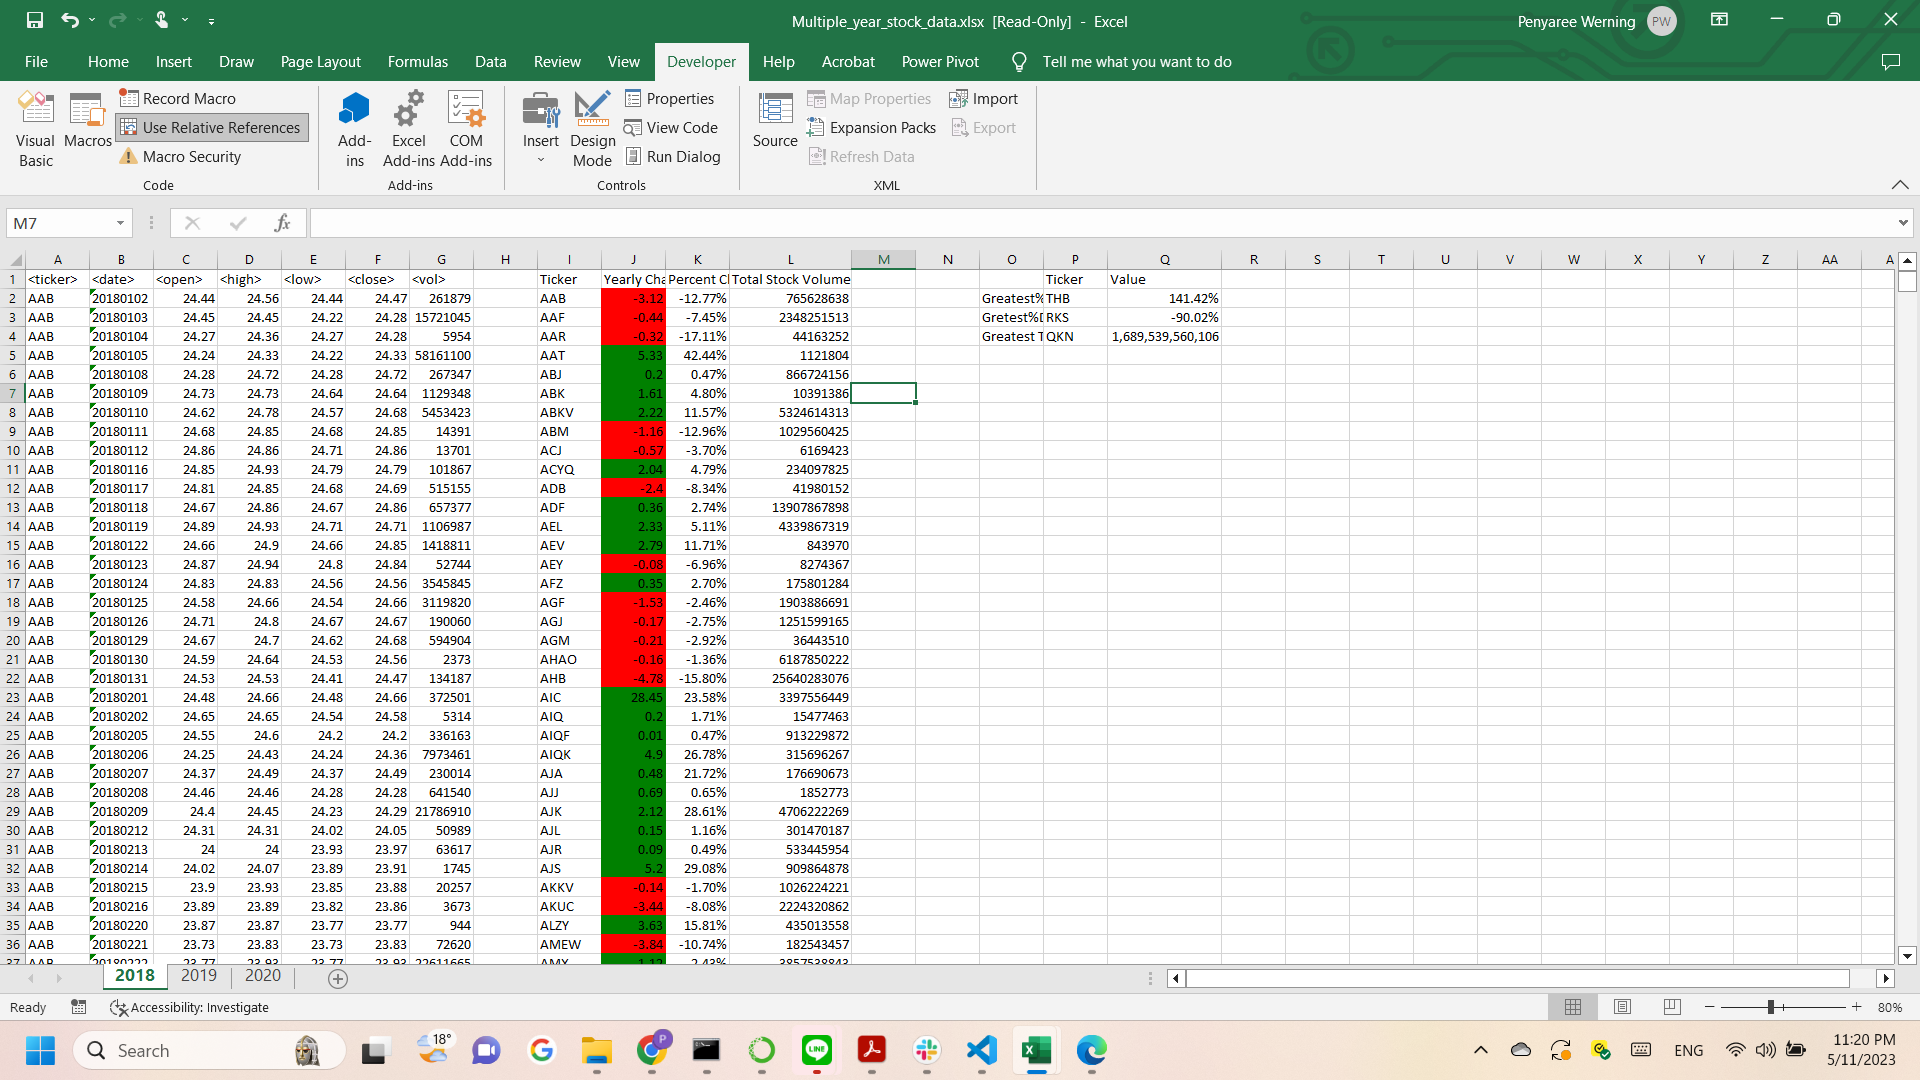 Multiple_year_stock_data.xlsx [Read-Only] - Excel
Penyaree Werning PW
File Home Insert Draw Page Layout Formulas Data Review View Developer Help Acrobat Power Pivot Tell me what you want to do
Visual Basic
Macros
Record Macro
Use Relative References
Macro Security
Code
Add-ins
Excel Add-ins
COM Add-ins
Add-ins
Insert
Design Mode
Properties
View Code
Run Dialog
Controls
Source
Map Properties
Expansion Packs
Refresh Data
Import
Export
XML
M7
fx
A B C D E F G H I J K L M N O P Q R S T U V W X Y Z AA A
1 <ticker> <date> <open> <high> <low> <close> <vol> Ticker Yearly Cha Percent Cl Total Stock Volume Ticker Value
2 AAB 20180102 24.44 24.56 24.44 24.47 261879 AAB -3.12 -12.77% 765628638 Greatest% THB 141.42%
3 AAB 20180103 24.45 24.45 24.22 24.28 15721045 AAF -0.44 -7.45% 2348251513 Gretest%D RKS -90.02%
4 AAB 20180104 24.27 24.36 24.27 24.28 5954 AAR -0.32 -17.11% 44163252 Greatest T QKN 1,689,539,560,106
5 AAB 20180105 24.24 24.33 24.22 24.33 58161100 AAT 5.33 42.44% 1121804
6 AAB 20180108 24.28 24.72 24.28 24.72 267347 ABJ 0.2 0.47% 866724156
7 AAB 20180109 24.73 24.73 24.64 24.64 1129348 ABK 1.61 4.80% 10391386
8 AAB 20180110 24.62 24.78 24.57 24.68 5453423 ABKV 2.22 11.57% 5324614313
9 AAB 20180111 24.68 24.85 24.68 24.85 14391 ABM -1.16 -12.96% 1029560425
10 AAB 20180112 24.86 24.86 24.71 24.86 13701 ACJ -0.57 -3.70% 6169423
11 AAB 20180116 24.85 24.93 24.79 24.79 101867 ACYQ 2.04 4.79% 234097825
12 AAB 20180117 24.81 24.85 24.68 24.69 515155 ADB -2.4 -8.34% 41980152
13 AAB 20180118 24.67 24.86 24.67 24.86 657377 ADF 0.36 2.74% 13907867898
14 AAB 20180119 24.89 24.93 24.71 24.71 1106987 AEL 2.33 5.11% 4339867319
15 AAB 20180122 24.66 24.9 24.66 24.85 1418811 AEV 2.79 11.71% 843970
16 AAB 20180123 24.87 24.94 24.8 24.84 52744 AEY -0.08 -6.96% 8274367
17 AAB 20180124 24.83 24.83 24.56 24.56 3545845 AFZ 0.35 2.70% 175801284
18 AAB 20180125 24.58 24.66 24.54 24.66 3119820 AGF -1.53 -2.46% 1903886691
19 AAB 20180126 24.71 24.8 24.67 24.67 190060 AGJ -0.17 -2.75% 1251599165
20 AAB 20180129 24.67 24.7 24.62 24.68 594904 AGM -0.21 -2.92% 36443510
21 AAB 20180130 24.59 24.64 24.53 24.56 2373 AHAO -0.16 -1.36% 6187850222
22 AAB 20180131 24.53 24.53 24.41 24.47 134187 AHB -4.78 -15.80% 25640283076
23 AAB 20180201 24.48 24.66 24.48 24.66 372501 AIC 28.45 23.58% 3397556449
24 AAB 20180202 24.65 24.65 24.54 24.58 5314 AIQ 0.2 1.71% 15477463
25 AAB 20180205 24.55 24.6 24.2 24.2 336163 AIQF 0.01 0.47% 913229872
26 AAB 20180206 24.25 24.43 24.24 24.36 7973461 AIQK 4.9 26.78% 315696267
27 AAB 20180207 24.37 24.49 24.37 24.49 230014 AJA 0.48 21.72% 176690673
28 AAB 20180208 24.46 24.46 24.28 24.28 641540 AJJ 0.69 0.65% 1852773
29 AAB 20180209 24.4 24.45 24.23 24.29 21786910 AJK 2.12 28.61% 4706222269
30 AAB 20180212 24.31 24.31 24.02 24.05 50989 AJL 0.15 1.16% 301470187
31 AAB 20180213 24 24 23.93 23.97 63617 AJR 0.09 0.49% 533445954
32 AAB 20180214 24.02 24.07 23.89 23.91 1745 AJS 5.2 29.08% 909864878
33 AAB 20180215 23.9 23.93 23.85 23.88 20257 AKKV -0.14 -1.70% 1026224221
34 AAB 20180216 23.89 23.89 23.82 23.86 3673 AKUC -3.44 -8.08% 2224320862
35 AAB 20180220 23.87 23.87 23.77 23.77 944 ALZY 3.63 15.81% 435013558
36 AAB 20180221 23.73 23.83 23.73 23.83 72620 AMEW -3.84 -10.74% 182543457
37 AAB 20180222 23.77 23.93 23.77 23.93 22611665 AMX 1.12 2.43% 3857538843
2018 2019 2020
Ready Accessibility: Investigate 80%
Search
18°
P
LINE
ENG
11:20 PM
5/11/2023